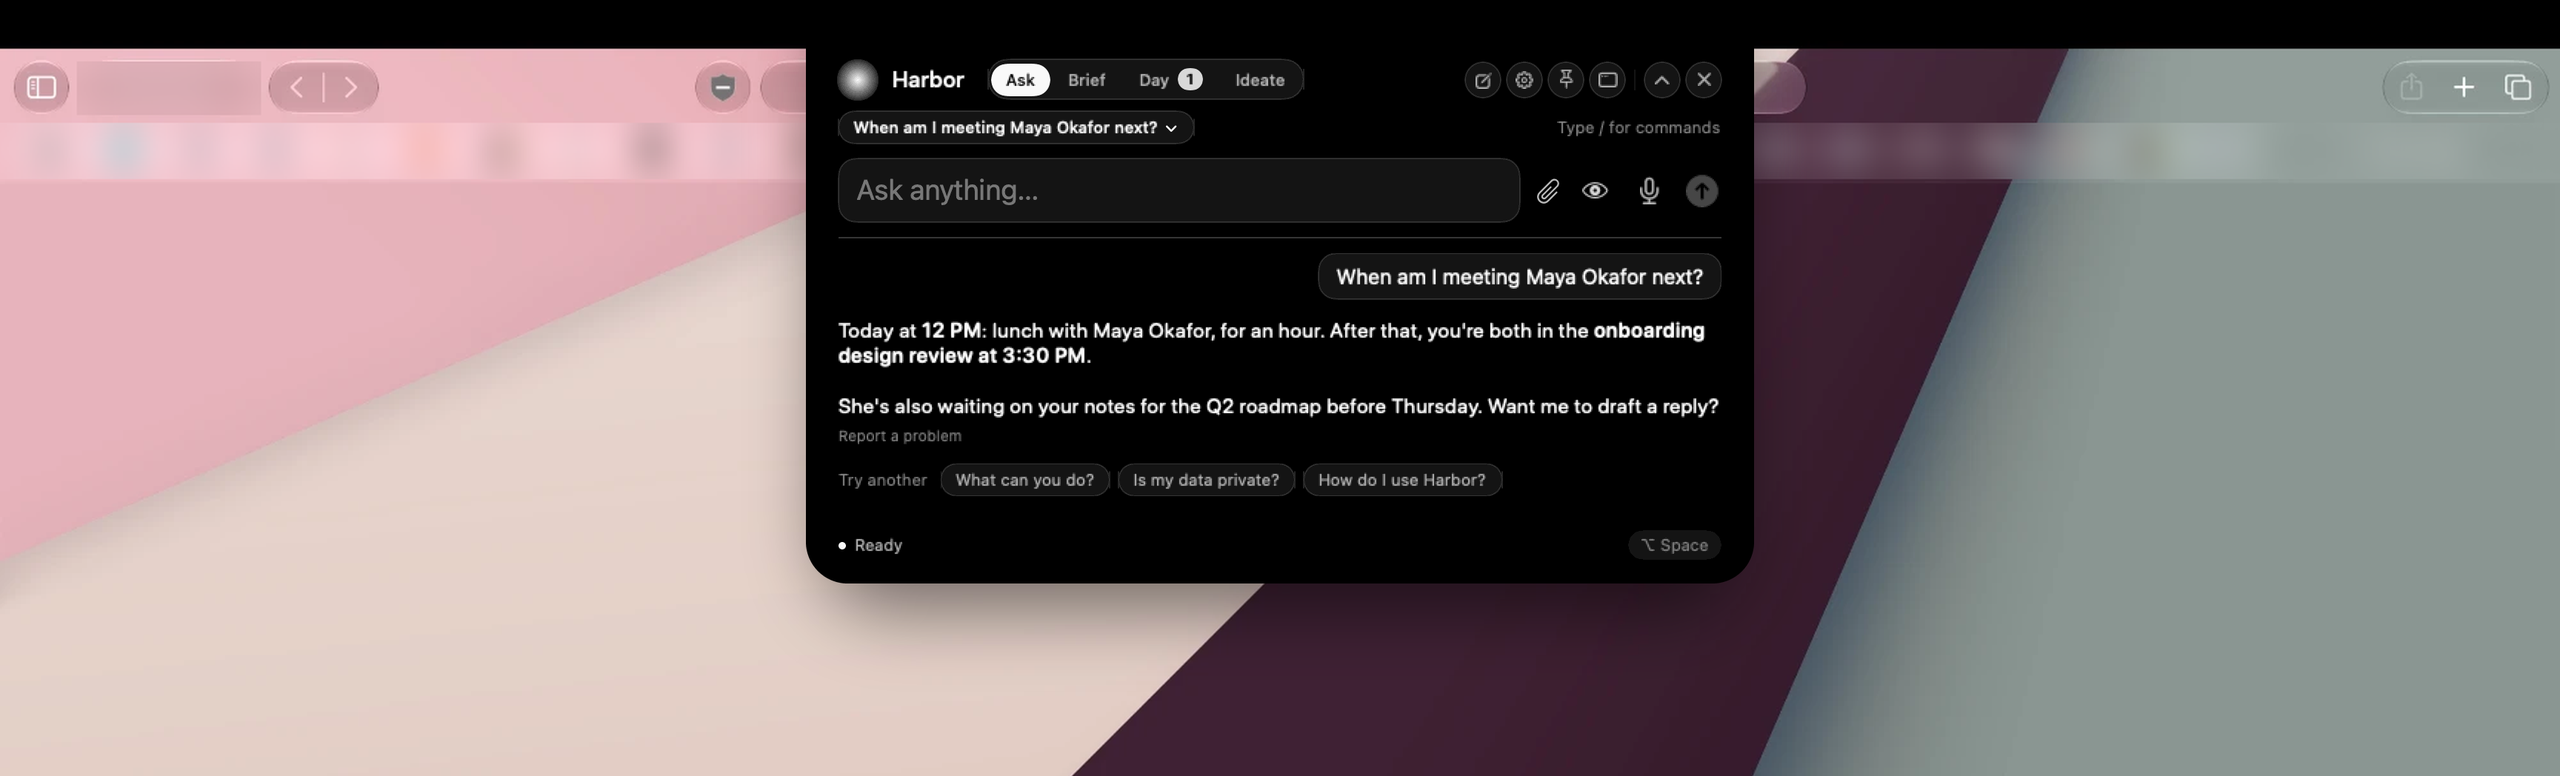 Harbor Ask Brief Day 1 Ideate
When am I meeting Maya Okafor next?
Type / for commands
Ask anything...
When am I meeting Maya Okafor next?
Today at 12 PM: lunch with Maya Okafor, for an hour. After that, you're both in the onboarding
design review at 3:30 PM.
She's also waiting on your notes for the Q2 roadmap before Thursday. Want me to draft a reply?
Report a problem
Try another What can you do? Is my data private? How do I use Harbor?
Ready
⌥ Space